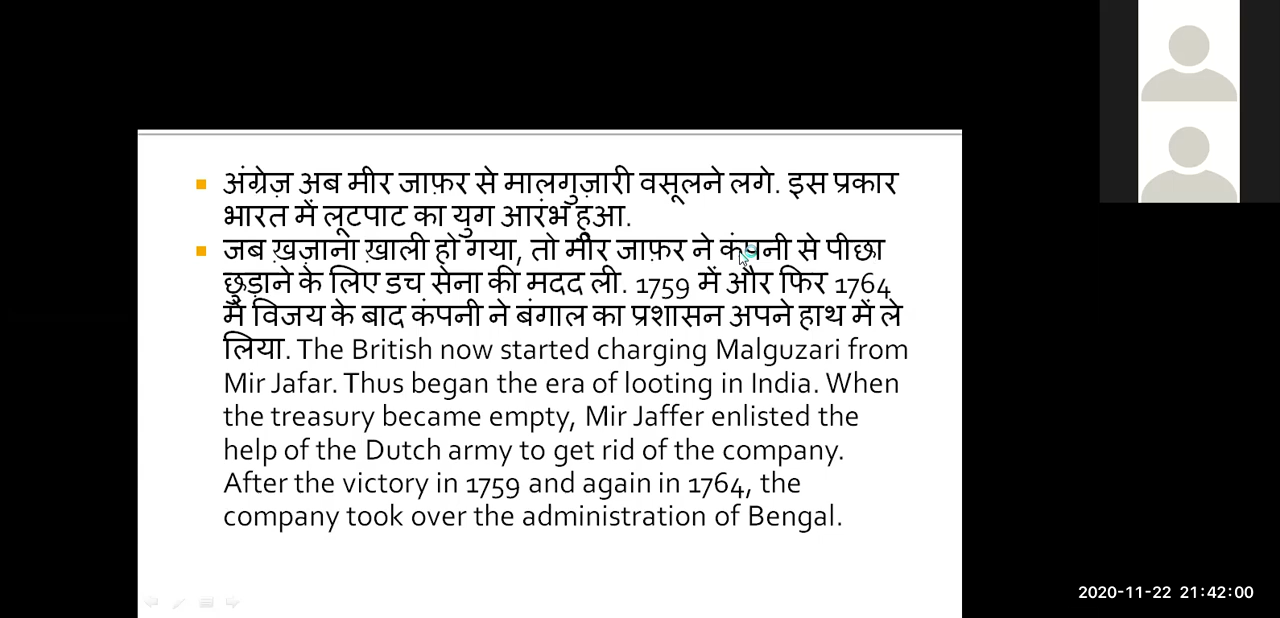 अंग्रेज़ अब मीर जाफ़र से मालगुज़ारी वसूलने लगे. इस प्रकार
भारत में लूटपाट का युग आरंभ हुआ.
जब ख़ज़ाना ख़ाली हो गया, तो मीर जाफ़र ने कंपनी से पीछा
छुड़ाने के लिए डच सेना की मदद ली. 1759 में और फिर 1764
में विजय के बाद कंपनी ने बंगाल का प्रशासन अपने हाथ में ले
लिया. The British now started charging Malguzari from
Mir Jafar. Thus began the era of looting in India. When
the treasury became empty, Mir Jaffer enlisted the
help of the Dutch army to get rid of the company.
After the victory in 1759 and again in 1764, the
company took over the administration of Bengal.
2020-11-22 21:42:00